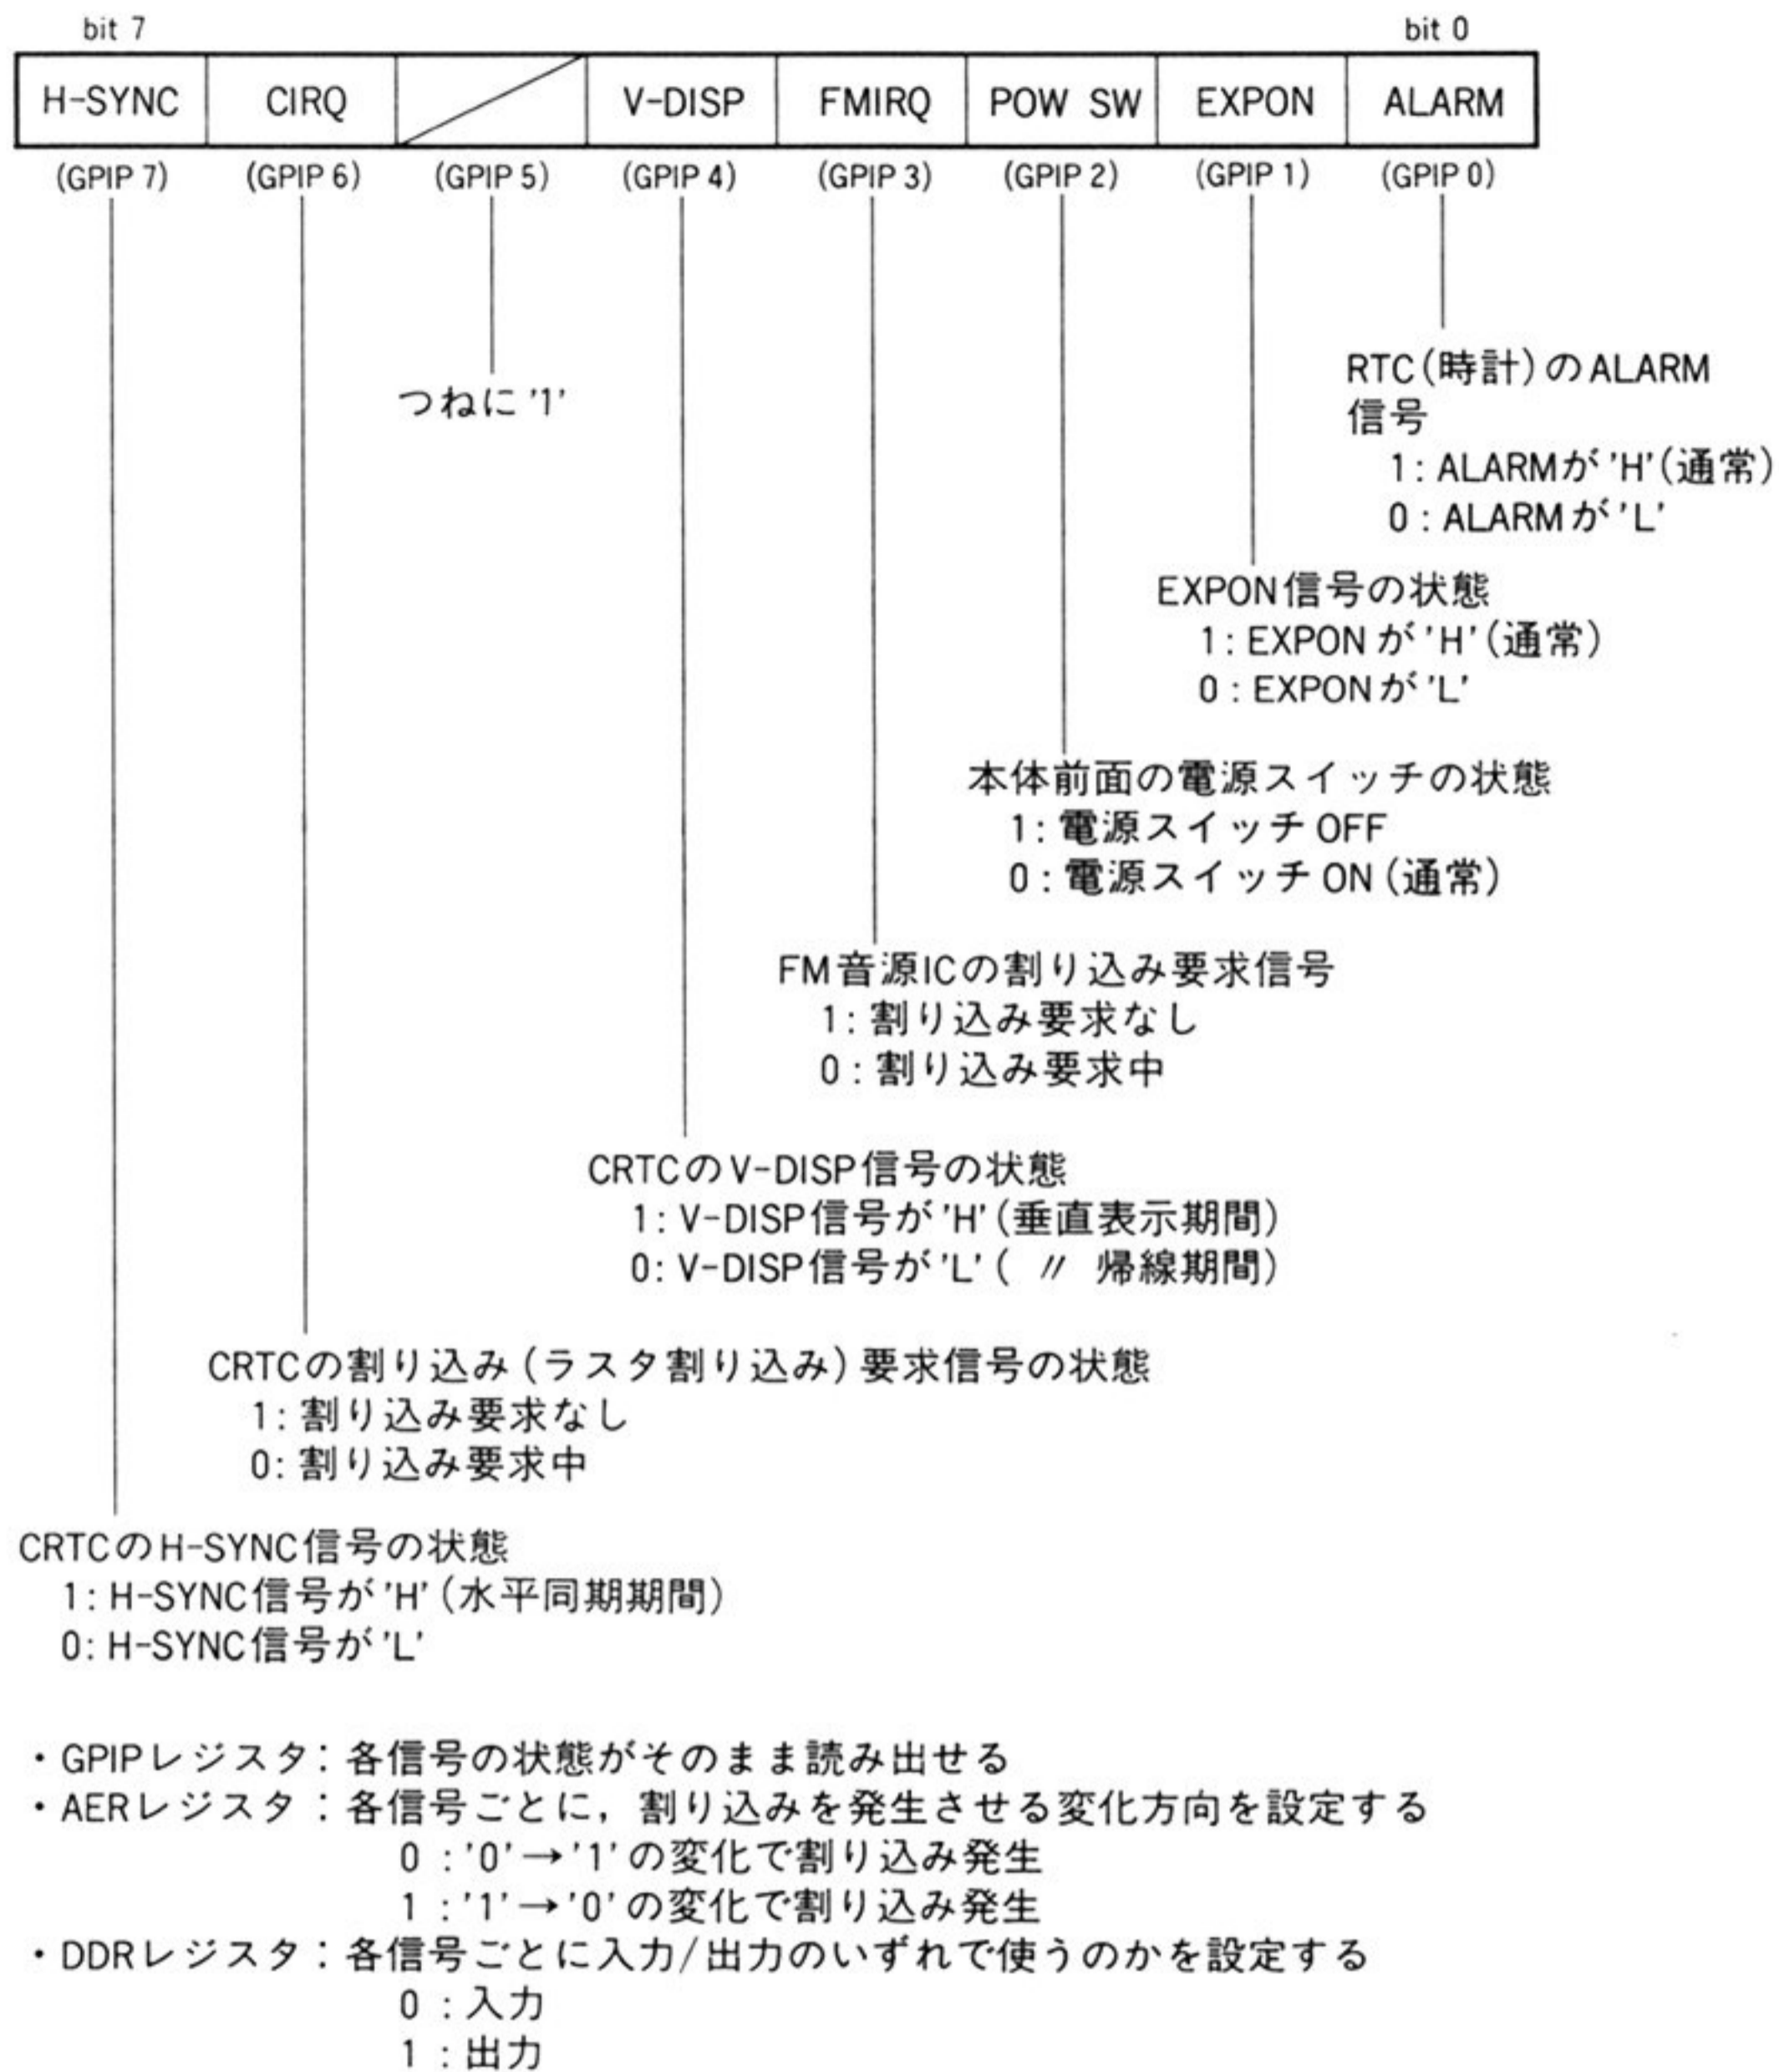 bit 7 bit 0
H-SYNC CIRQ V-DISP FMIRQ POW SW EXPON ALARM
(GPIP 7) (GPIP 6) (GPIP 5) (GPIP 4) (GPIP 3) (GPIP 2) (GPIP 1) (GPIP 0)
RTC(時計)のALARM
信号
1: ALARMが'H'(通常)
0 : ALARMが'L'
つねに'1'
EXPON信号の状態
1: EXPONが'H'(通常)
0 : EXPONが'L'
本体前面の電源スイッチの状態
1: 電源スイッチOFF
0 : 電源スイッチON(通常)
FM音源ICの割り込み要求信号
1: 割り込み要求なし
0 : 割り込み要求中
CRTCのV-DISP信号の状態
1: V-DISP信号が'H'(垂直表示期間)
0: V-DISP信号が'L'( 〃 帰線期間)
CRTCの割り込み(ラスタ割り込み)要求信号の状態
1: 割り込み要求なし
0: 割り込み要求中
CRTCのH-SYNC信号の状態
1: H-SYNC信号が'H'(水平同期期間)
0: H-SYNC信号が'L'
・GPIPレジスタ：各信号の状態がそのまま読み出せる
・AERレジスタ：各信号ごとに，割り込みを発生させる変化方向を設定する
0 : '0'→'1'の変化で割り込み発生
1 : '1'→'0'の変化で割り込み発生
・DDRレジスタ：各信号ごとに入力/出力のいずれで使うのかを設定する
0 : 入力
1 : 出力